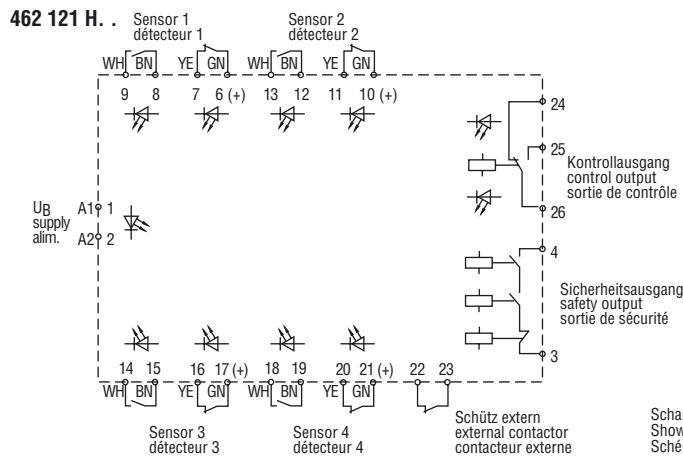 462 121 H. .
Sensor 1
détecteur 1
Sensor 2
détecteur 2
WH BN YE GN WH BN YE GN
9 8 7 6 (+) 13 12 11 10 (+)
24
25
Kontrollausgang
control output
sortie de contrôle
26
UB
supply
alim.
A1 1
A2 2
4
Sicherheitsausgang
safety output
sortie de sécurité
3
14 15 16 17 (+) 18 19 20 21 (+) 22 23
WH BN YE GN WH BN YE GN
Sensor 3
détecteur 3
Sensor 4
détecteur 4
Schütz extern
external contactor
contacteur externe
Scha
Show
Sché